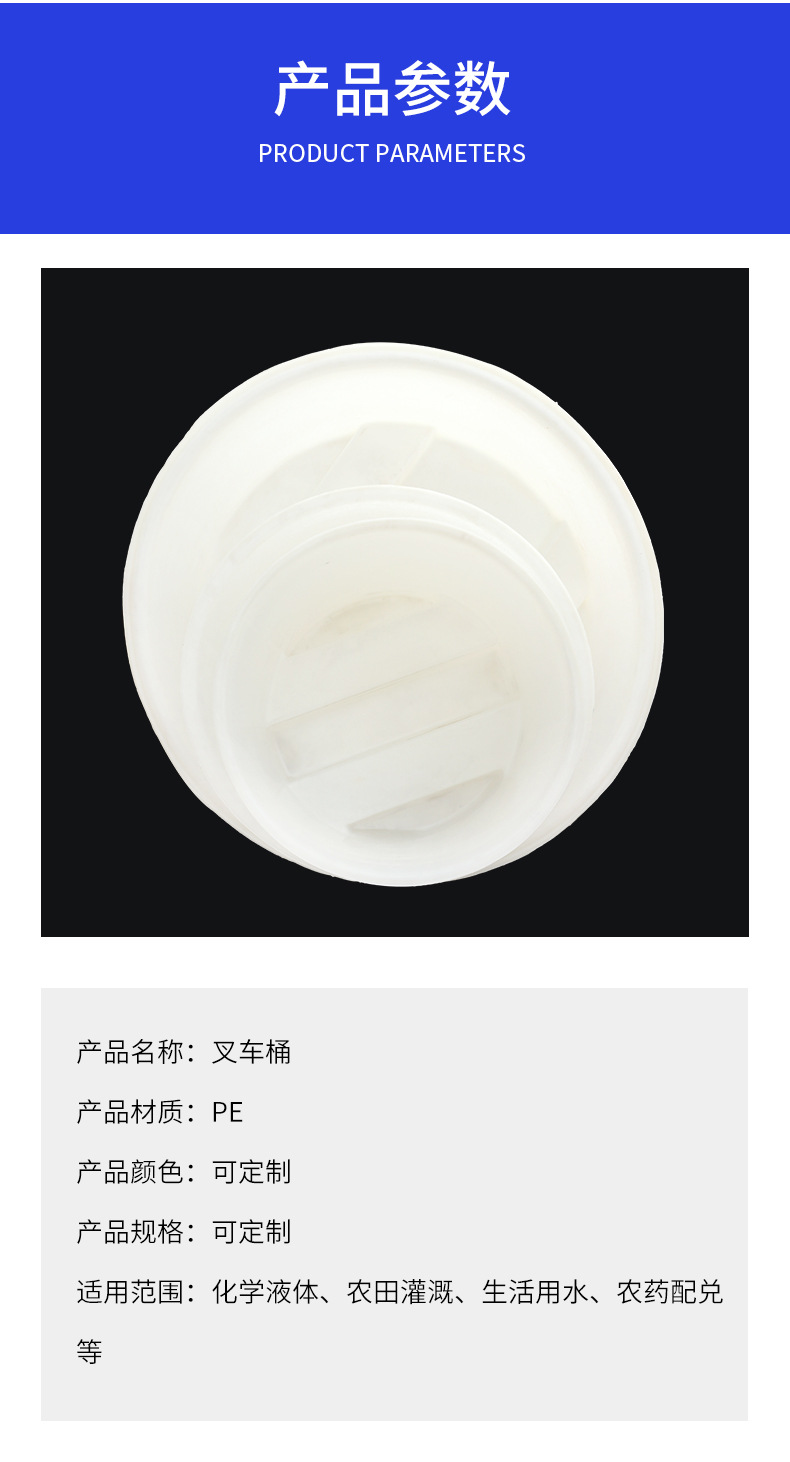 产品参数
PRODUCT PARAMETERS
产品名称：叉车桶
产品材质：PE
产品颜色：可定制
产品规格：可定制
适用范围：化学液体、农田灌溉、生活用水、农药配兑
等